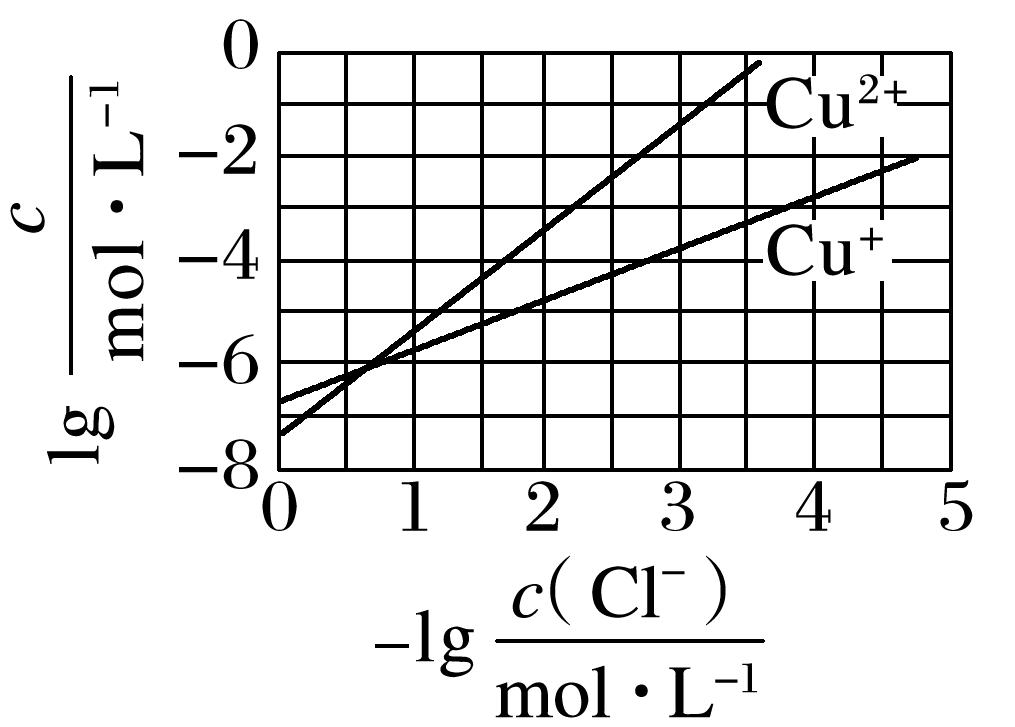 lg c / mol·L⁻¹
0
−2
−4
−6
−8
Cu²⁺
Cu⁺
0 1 2 3 4 5
−lg c( Cl⁻ ) / mol·L⁻¹